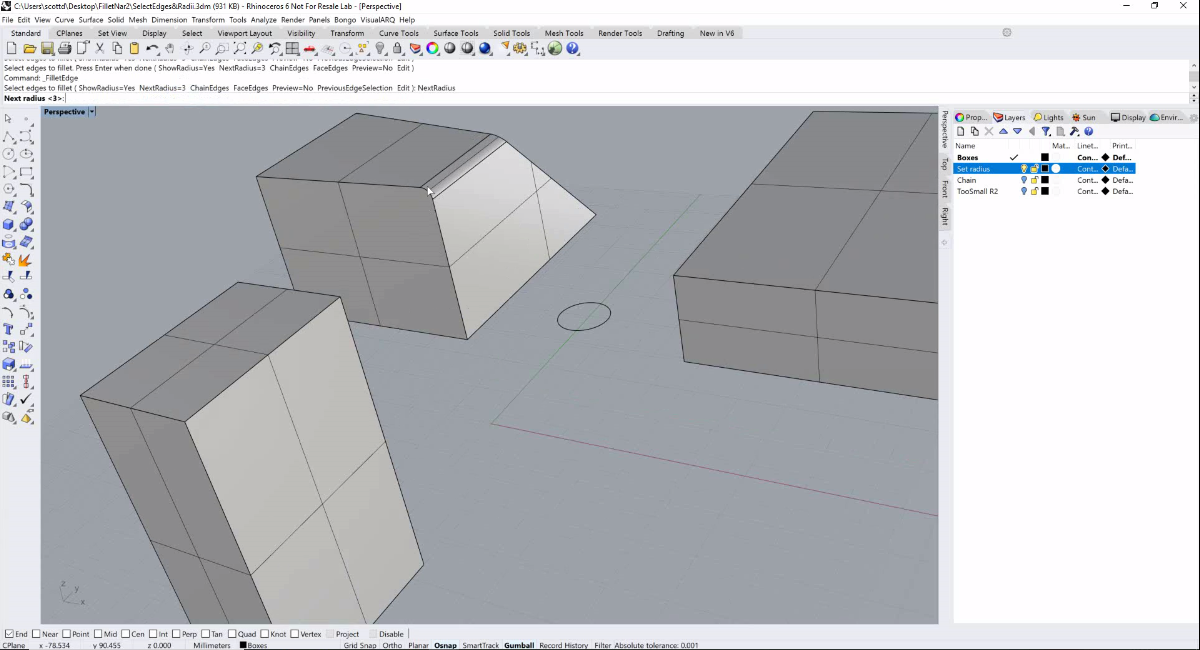 C:\Users\scottd\Desktop\FilletNar2\SelectEdges&Radii.3dm (931 KB) - Rhinoceros 6 Not For Resale Lab - [Perspective]
File Edit View Curve Surface Solid Mesh Dimension Transform Tools Analyze Render Panels Bongo VisualARQ Help
Standard CPlanes Set View Display Select Viewport Layout Visibility Transform Curve Tools Surface Tools Solid Tools Mesh Tools Render Tools Drafting New in V6
Select edges to fillet. Press Enter when done ( ShowRadius=Yes NextRadius=3 ChainEdges FaceEdges Preview=No Edit )
Command: _FilletEdge
Select edges to fillet ( ShowRadius=Yes NextRadius=3 ChainEdges FaceEdges Preview=No PreviousEdgeSelection Edit ): NextRadius
Next radius <3>:
Perspective
Perspective
Top
Front
Right
Prop... Layers Lights Sun Display Envir...
Name Mat... Linet... Print...
Boxes Con... Def...
Set radius Cont... Defa...
Chain Cont... Defa...
TooSmall R2 Cont... Defa...
z
y
x
End Near Point Mid Cen Int Perp Tan Quad Knot Vertex Project Disable
CPlane x -78.534 y 90.455 z 0.000 Millimeters Boxes Grid Snap Ortho Planar Osnap SmartTrack Gumball Record History Filter Absolute tolerance: 0.001